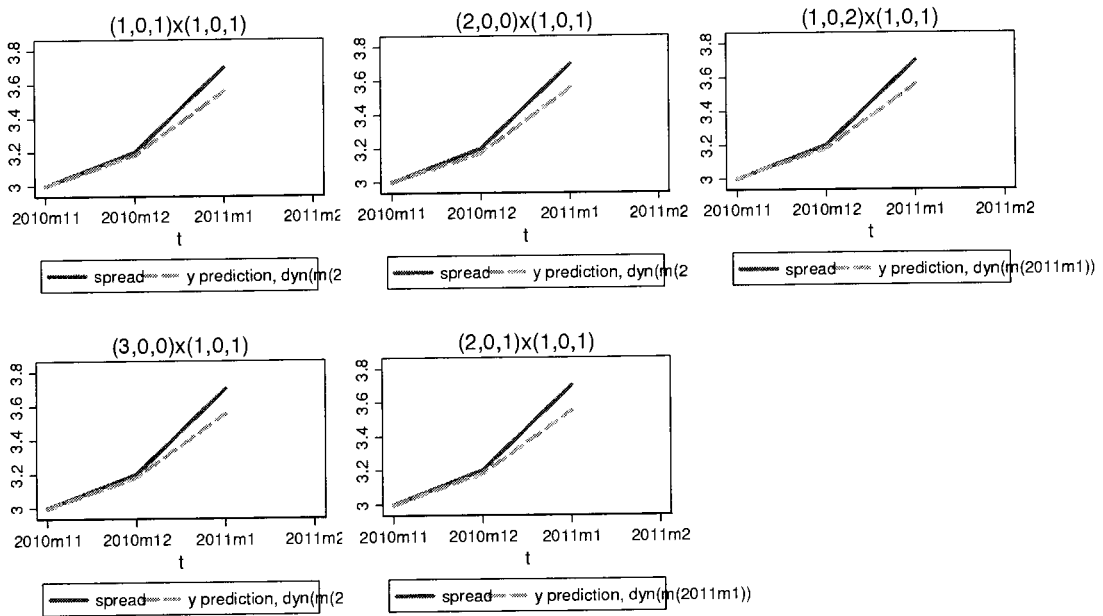 (1,0,1)x(1,0,1)
3 3.2 3.4 3.6 3.8
2010m11 2010m12 2011m1 2011m2
t
spread y prediction, dyn(m(2
(2,0,0)x(1,0,1)
3 3.2 3.4 3.6 3.8
2010m11 2010m12 2011m1 2011m2
t
spread y prediction, dyn(m(2
(1,0,2)x(1,0,1)
3 3.2 3.4 3.6 3.8
2010m11 2010m12 2011m1 2011m2
t
spread y prediction, dyn(m(2011m1))
(3,0,0)x(1,0,1)
3 3.2 3.4 3.6 3.8
2010m11 2010m12 2011m1 2011m2
t
spread y prediction, dyn(m(2
(2,0,1)x(1,0,1)
3 3.2 3.4 3.6 3.8
2010m11 2010m12 2011m1 2011m2
t
spread y prediction, dyn(m(2011m1))